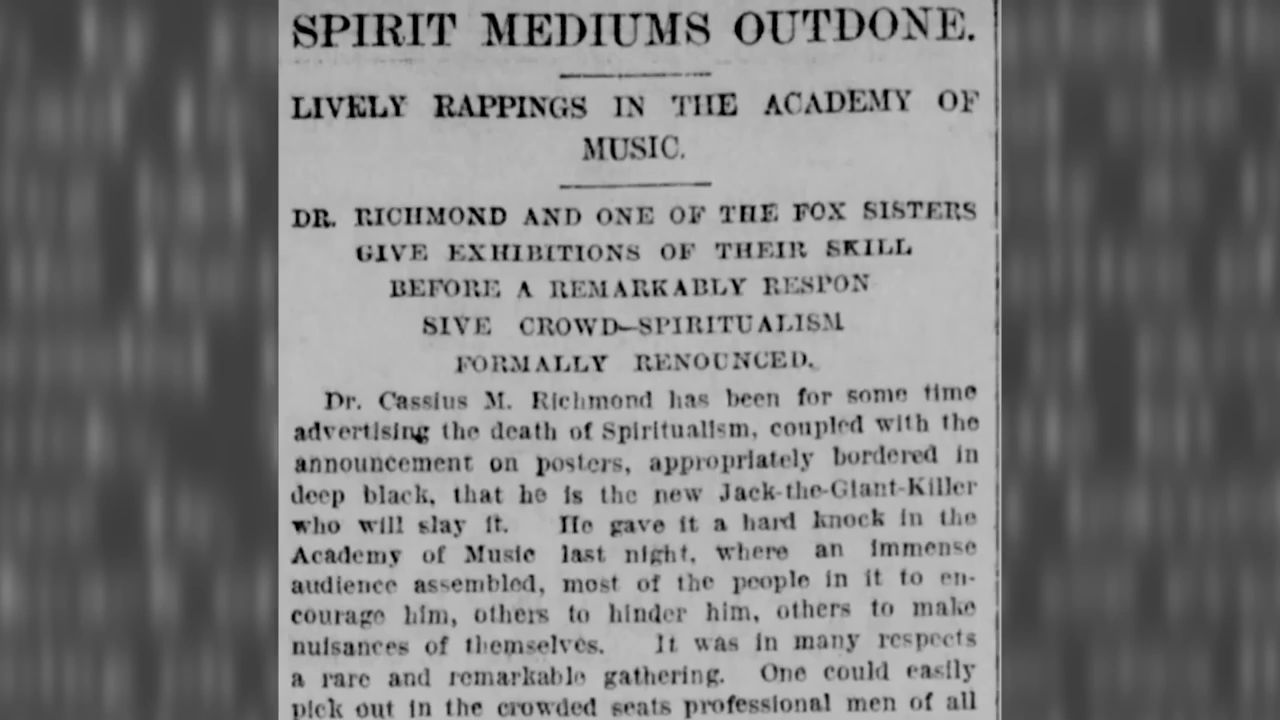 SPIRIT MEDIUMS OUTDONE.
LIVELY RAPPINGS IN THE ACADEMY OF
MUSIC.
DR. RICHMOND AND ONE OF THE FOX SISTERS
GIVE EXHIBITIONS OF THEIR SKILL
BEFORE A REMARKABLY RESPON
SIVE CROWD—SPIRITUALISM
FORMALLY RENOUNCED.
Dr. Cassius M. Richmond has been for some time
advertising the death of Spiritualism, coupled with the
announcement on posters, appropriately bordered in
deep black, that he is the new Jack-the-Giant-Killer
who will slay it. He gave it a hard knock in the
Academy of Music last night, where an immense
audience assembled, most of the people in it to en-
courage him, others to hinder him, others to make
nuisances of themselves. It was in many respects
a rare and remarkable gathering. One could easily
pick out in the crowded seats professional men of all